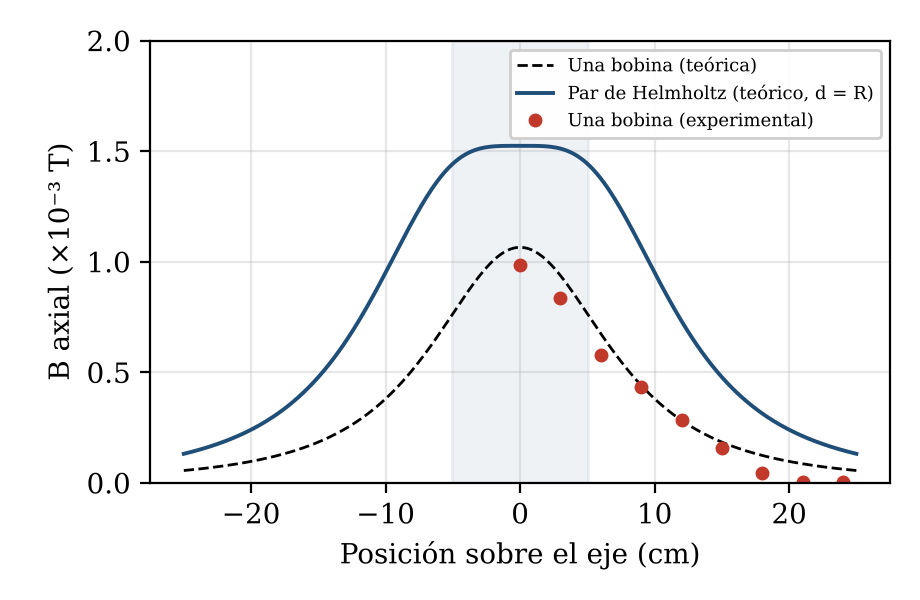 2.0
1.5
1.0
0.5
0.0
B axial (×10⁻³ T)
Una bobina (teórica)
Par de Helmholtz (teórico, d = R)
Una bobina (experimental)
−20 −10 0 10 20
Posición sobre el eje (cm)